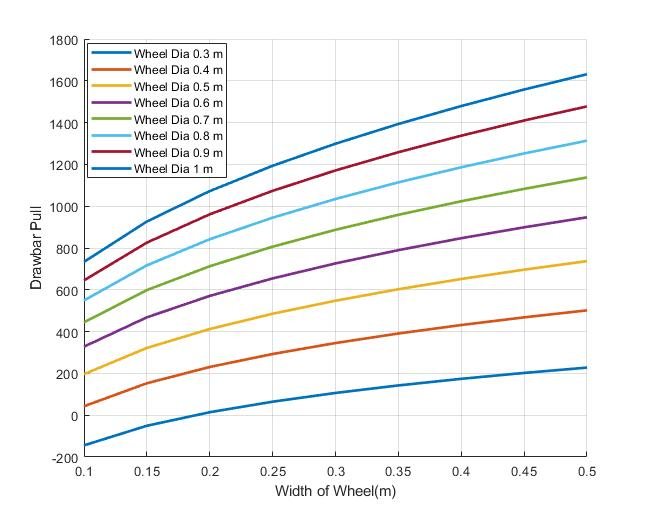 1800
1600
1400
1200
1000
800
600
400
200
0
-200
Drawbar Pull
Wheel Dia 0.3 m
Wheel Dia 0.4 m
Wheel Dia 0.5 m
Wheel Dia 0.6 m
Wheel Dia 0.7 m
Wheel Dia 0.8 m
Wheel Dia 0.9 m
Wheel Dia 1 m
0.1 0.15 0.2 0.25 0.3 0.35 0.4 0.45 0.5
Width of Wheel(m)